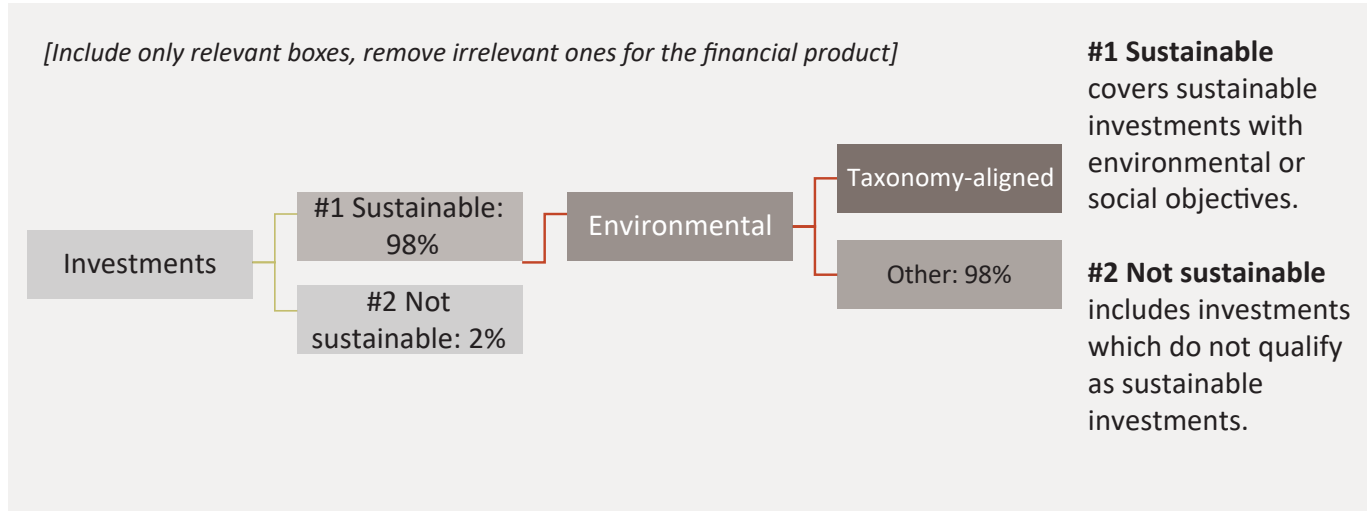 [Include only relevant boxes, remove irrelevant ones for the financial product]
Investments
#1 Sustainable:
98%
#2 Not
sustainable: 2%
Environmental
Taxonomy-aligned
Other: 98%
#1 Sustainable
covers sustainable
investments with
environmental or
social objectives.
#2 Not sustainable
includes investments
which do not qualify
as sustainable
investments.